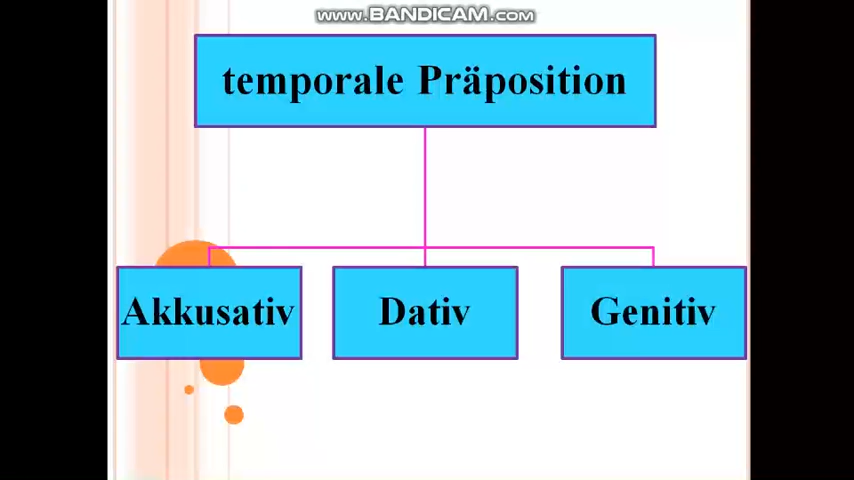 www.BANDICAM.com
temporale Präposition
Akkusativ
Dativ
Genitiv